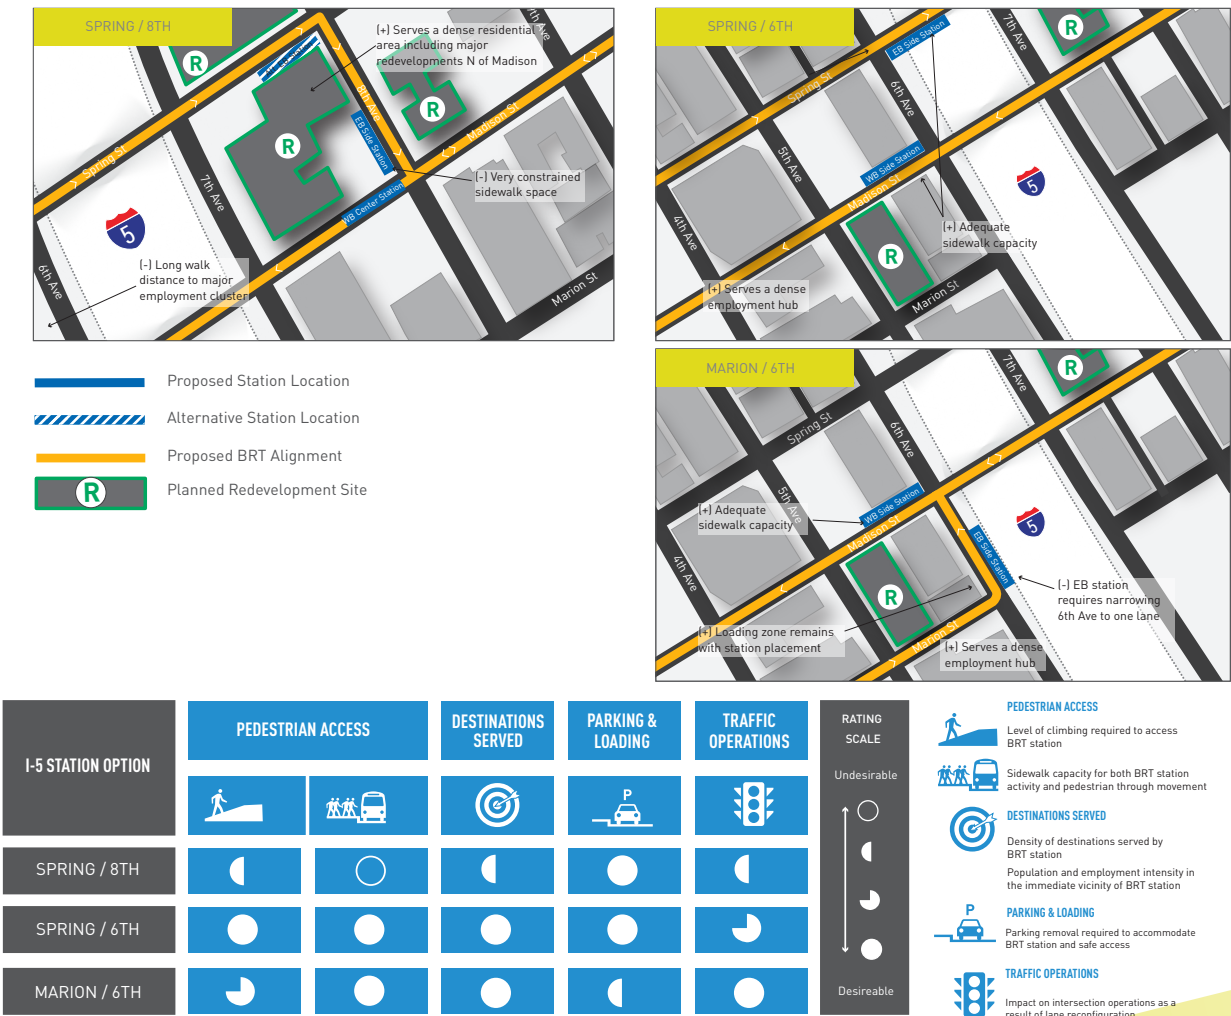 SPRING / 8TH
(+) Serves a dense residential
area including major
redevelopments N of Madison
R
R
R
8th Ave
EB Side Station
Madison St
Spring St
7th Ave
(-) Very constrained
sidewalk space
WB Center Station
5
6th Ave
(-) Long walk
distance to major
employment cluster
Marion St
SPRING / 6TH
EB Side Station
7th Ave
R
Spring St
6th Ave
5th Ave
WB Side Station
Madison St
5
4th Ave
(+) Adequate
sidewalk capacity
R
(+) Serves a dense
employment hub
Marion St
MARION / 6TH
7th Ave
R
Spring St
6th Ave
5th Ave
WB Side Station
(+) Adequate
sidewalk capacity
Madison St
5
EB Side Station
4th Ave
R
(-) EB station
requires narrowing
6th Ave to one lane
(+) Loading zone remains
with station placement
Marion St
(+) Serves a dense
employment hub
Proposed Station Location
Alternative Station Location
Proposed BRT Alignment
R
Planned Redevelopment Site
I-5 STATION OPTION
PEDESTRIAN ACCESS
DESTINATIONS
SERVED
PARKING &
LOADING
TRAFFIC
OPERATIONS
P
SPRING / 8TH
SPRING / 6TH
MARION / 6TH
RATING
SCALE
Undesirable
Desireable
PEDESTRIAN ACCESS
Level of climbing required to access
BRT station
Sidewalk capacity for both BRT station
activity and pedestrian through movement
DESTINATIONS SERVED
Density of destinations served by
BRT station
Population and employment intensity in
the immediate vicinity of BRT station
P
PARKING & LOADING
Parking removal required to accommodate
BRT station and safe access
TRAFFIC OPERATIONS
Impact on intersection operations as a
result of lane reconfiguration